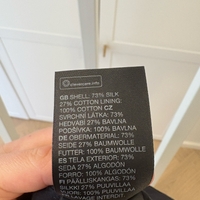 GB SHELL: 73% SILK
27% COTTON LINING:
100% COTTON CZ
SVRCHNÍ LÁTKA: 73%
HEDVÁBÍ 27% BAVLNA
PODŠÍVKA: 100% BAVLNA
DE OBERMATERIAL: 73%
SEIDE 27% BAUMWOLLE
FUTTER: 100% BAUMWOLLE
ES TELA EXTERIOR: 73%
SEDA 27% ALGODÓN
FORRO: 100% ALGODÓN
FI PÄÄLLISKANGAS: 73%
SILKKI 27% PUUVILLAA
VUORI: 100% PUUVILLAA